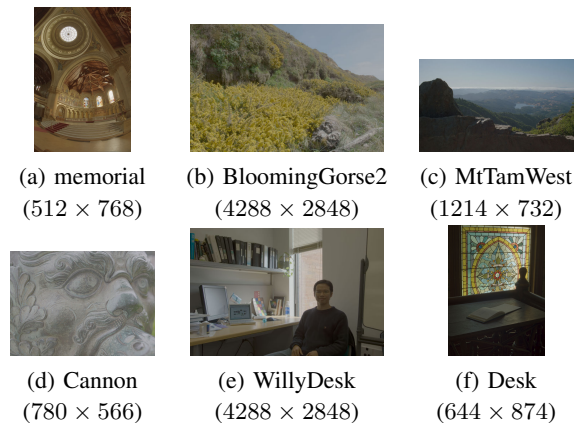 (a) memorial
(512 × 768)
(b) BloomingGorse2
(4288 × 2848)
(c) MtTamWest
(1214 × 732)
(d) Cannon
(780 × 566)
(e) WillyDesk
(4288 × 2848)
(f) Desk
(644 × 874)